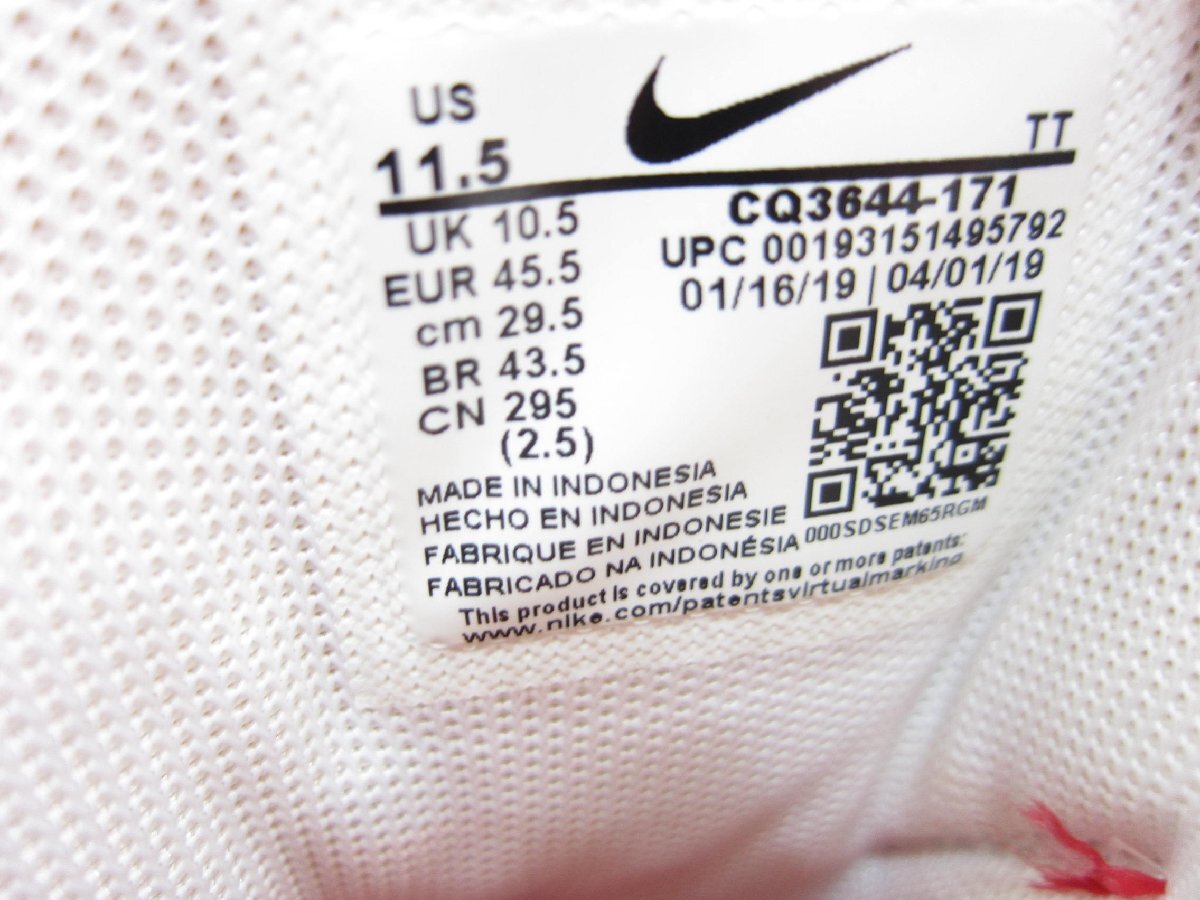 US
11.5
TT
UK 10.5
EUR 45.5
cm 29.5
BR 43.5
CN 295
(2.5)
CQ3644-171
UPC 00193151495792
01/16/19 | 04/01/19
000SDSEM65RGM
MADE IN INDONESIA
HECHO EN INDONESIA
FABRIQUE EN INDONESIE
FABRICADO NA INDONÉSIA
This product is covered by one or more patents:
www.nike.com/patentsvirtualmarking